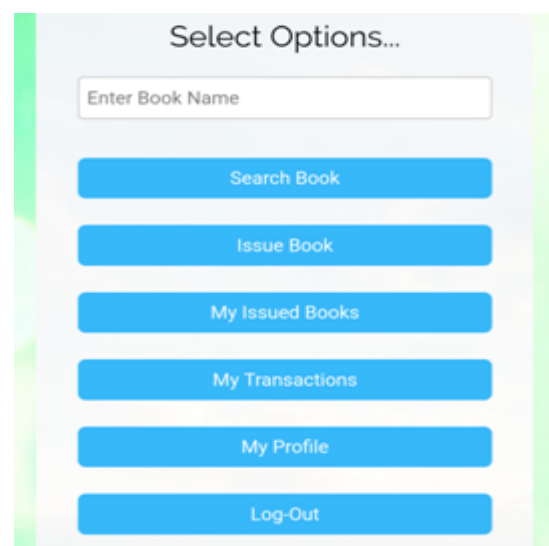 Select Options...
Enter Book Name
Search Book
Issue Book
My Issued Books
My Transactions
My Profile
Log-Out